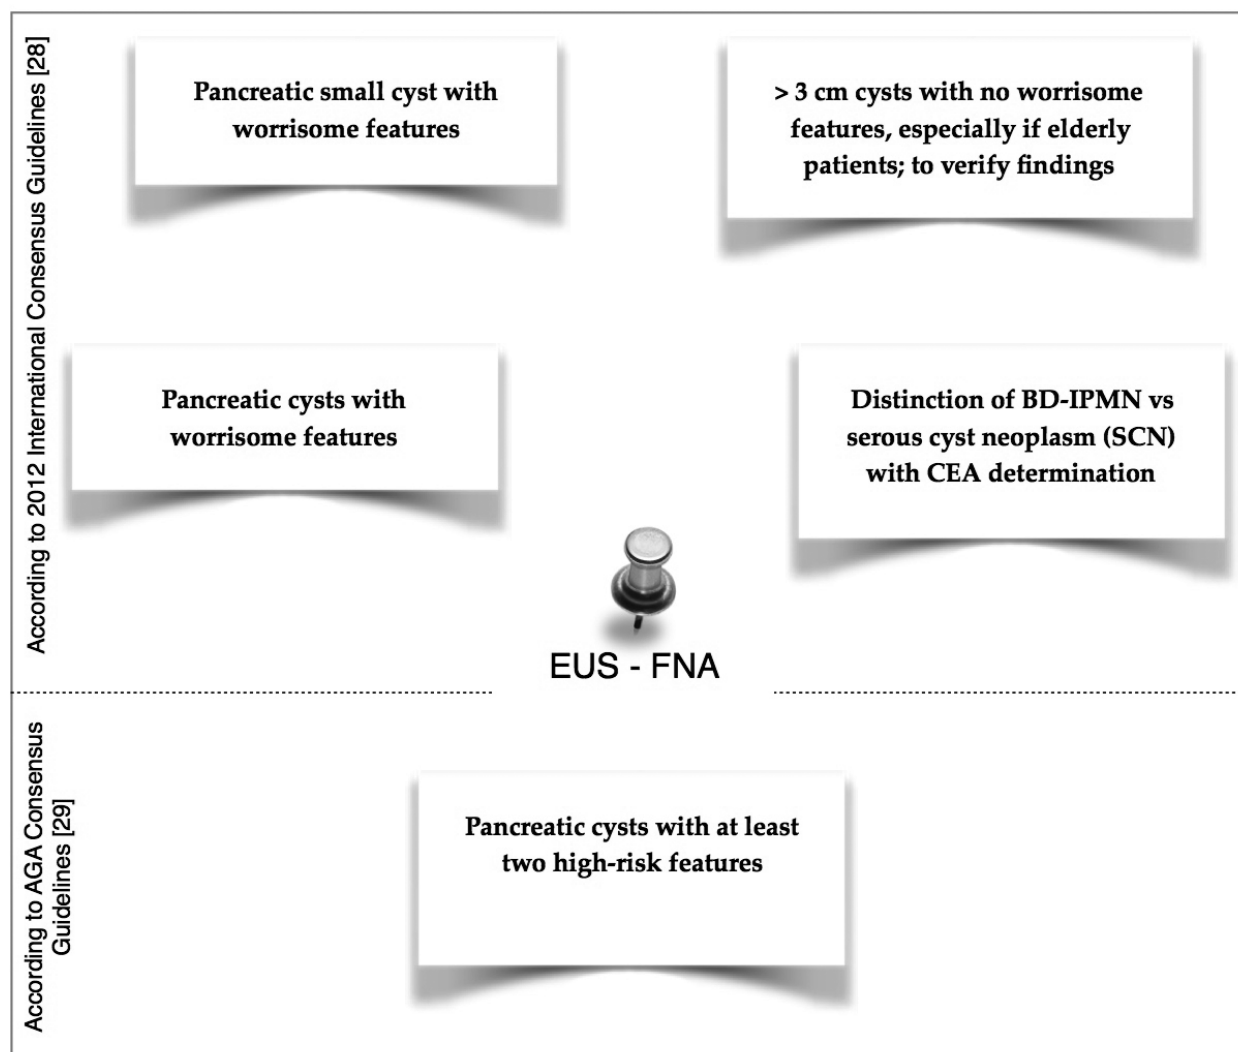 According to 2012 International Consensus Guidelines [28]
Pancreatic small cyst with
worrisome features
> 3 cm cysts with no worrisome
features, especially if elderly
patients; to verify findings
Pancreatic cysts with
worrisome features
Distinction of BD-IPMN vs
serous cyst neoplasm (SCN)
with CEA determination
EUS - FNA
According to AGA Consensus
Guidelines [29]
Pancreatic cysts with at least
two high-risk features